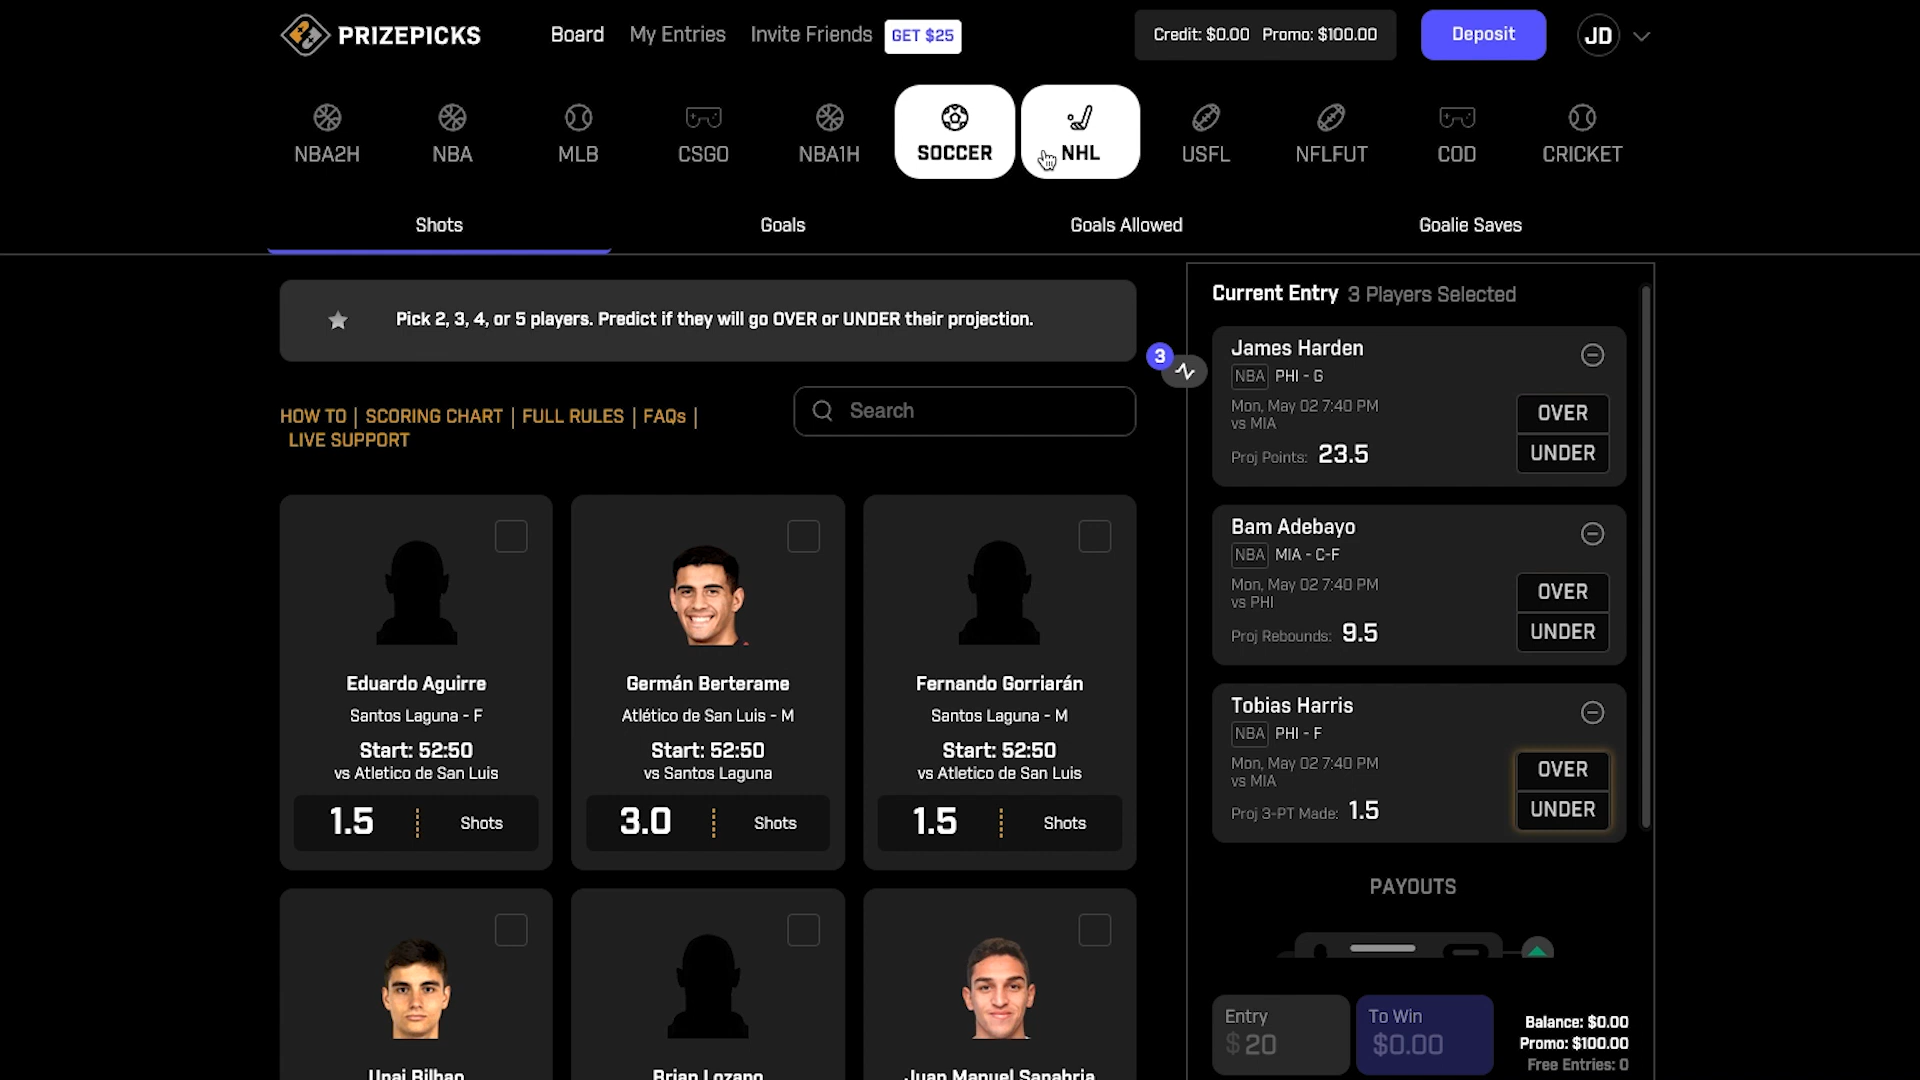 PRIZEPICKS
Board
My Entries
Invite Friends
GET $25
Credit: $0.00 Promo: $100.00
Deposit
JD
NBA2H
NBA
MLB
CSGO
NBA1H
SOCCER
NHL
USFL
NFLFUT
COD
CRICKET
Shots
Goals
Goals Allowed
Goalie Saves
Pick 2, 3, 4, or 5 players. Predict if they will go OVER or UNDER their projection.
HOW TO | SCORING CHART | FULL RULES | FAQs |
LIVE SUPPORT
Search
Eduardo Aguirre
Santos Laguna - F
Start: 52:50
vs Atletico de San Luis
1.5 Shots
Germán Berterame
Atlético de San Luis - M
Start: 52:50
vs Santos Laguna
3.0 Shots
Fernando Gorriarán
Santos Laguna - M
Start: 52:50
vs Atletico de San Luis
1.5 Shots
Unai Bilbao
Brian Lozano
Juan Manuel Sanabria
3
Current Entry 3 Players Selected
James Harden
NBA PHI - G
Mon, May 02 7:40 PM
vs MIA
Proj Points: 23.5
OVER
UNDER
Bam Adebayo
NBA MIA - C-F
Mon, May 02 7:40 PM
vs PHI
Proj Rebounds: 9.5
OVER
UNDER
Tobias Harris
NBA PHI - F
Mon, May 02 7:40 PM
vs MIA
Proj 3-PT Made: 1.5
OVER
UNDER
PAYOUTS
Entry
$ 20
To Win
$0.00
Balance: $0.00
Promo: $100.00
Free Entries: 0